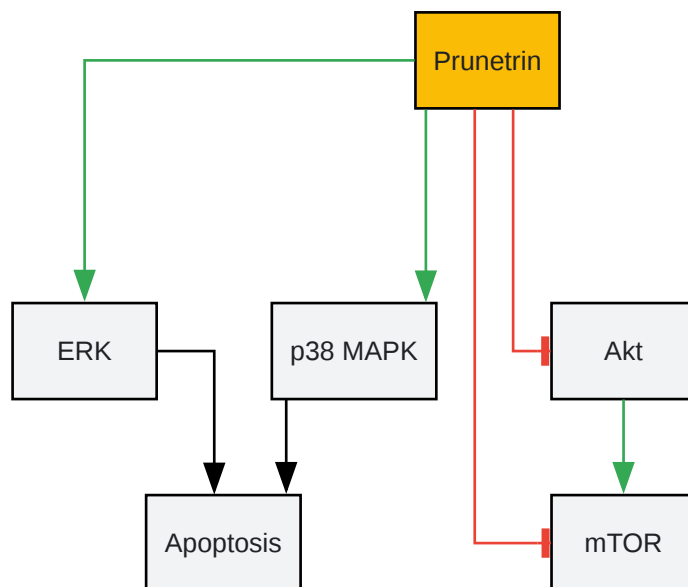 Prunetrin
ERK
p38 MAPK
Akt
Apoptosis
mTOR